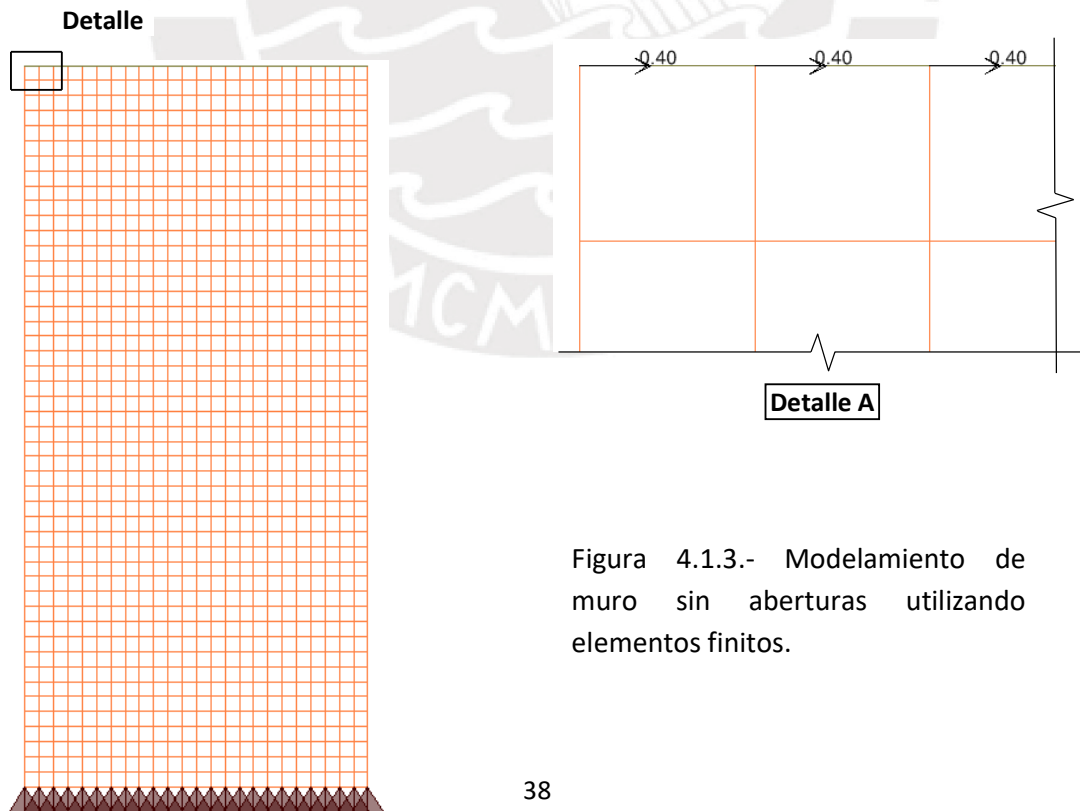 Detalle
0.40 0.40 0.40
Detalle A
Figura 4.1.3.- Modelamiento de
muro sin aberturas utilizando
elementos finitos.
38